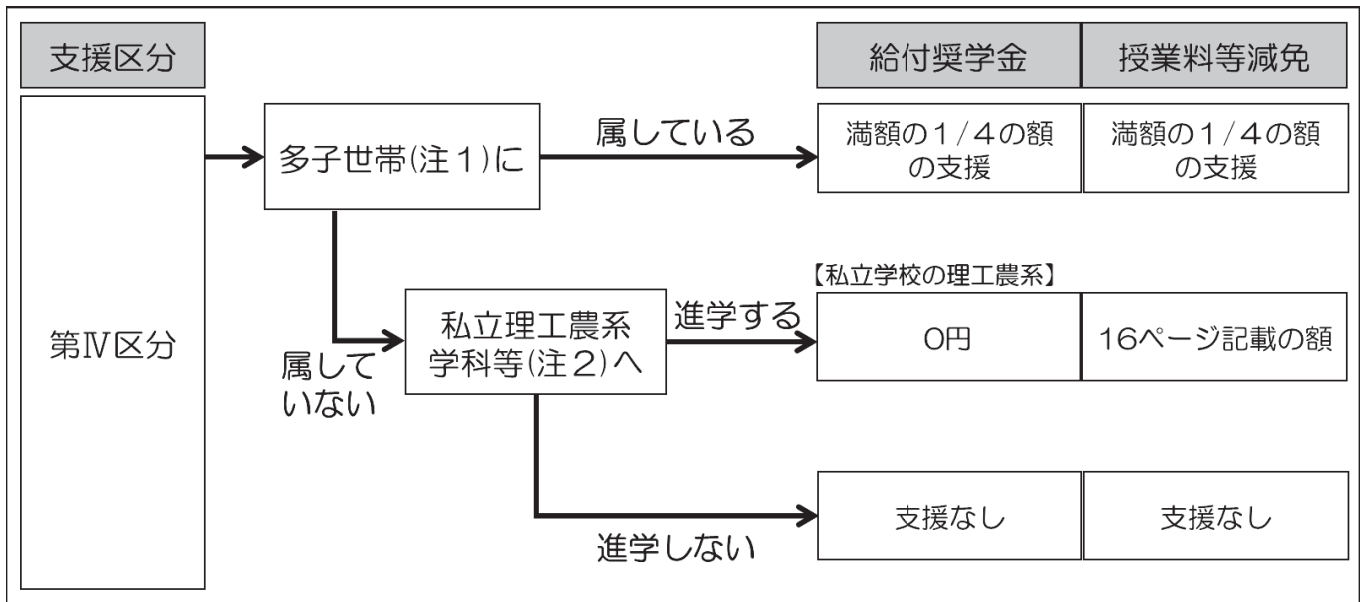 支援区分
給付奨学金
授業料等減免
第Ⅳ区分
多子世帯(注１)に
属している
満額の１/４の額
の支援
満額の１/４の額
の支援
属して
いない
私立理工農系
学科等(注２)へ
進学する
【私立学校の理工農系】
０円
16ページ記載の額
進学しない
支援なし
支援なし